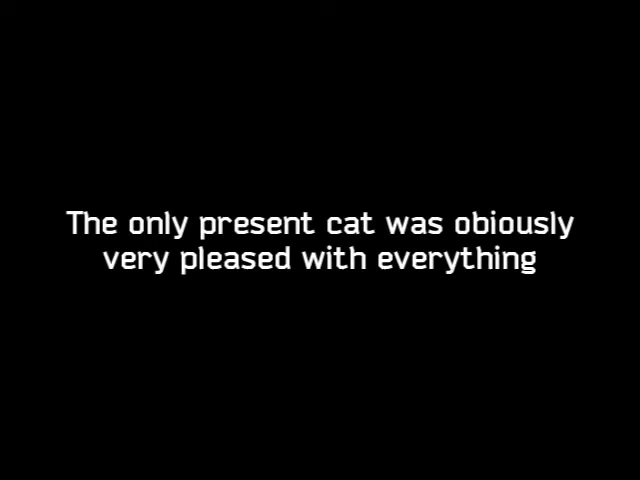 The only present cat was obiously
very pleased with everything